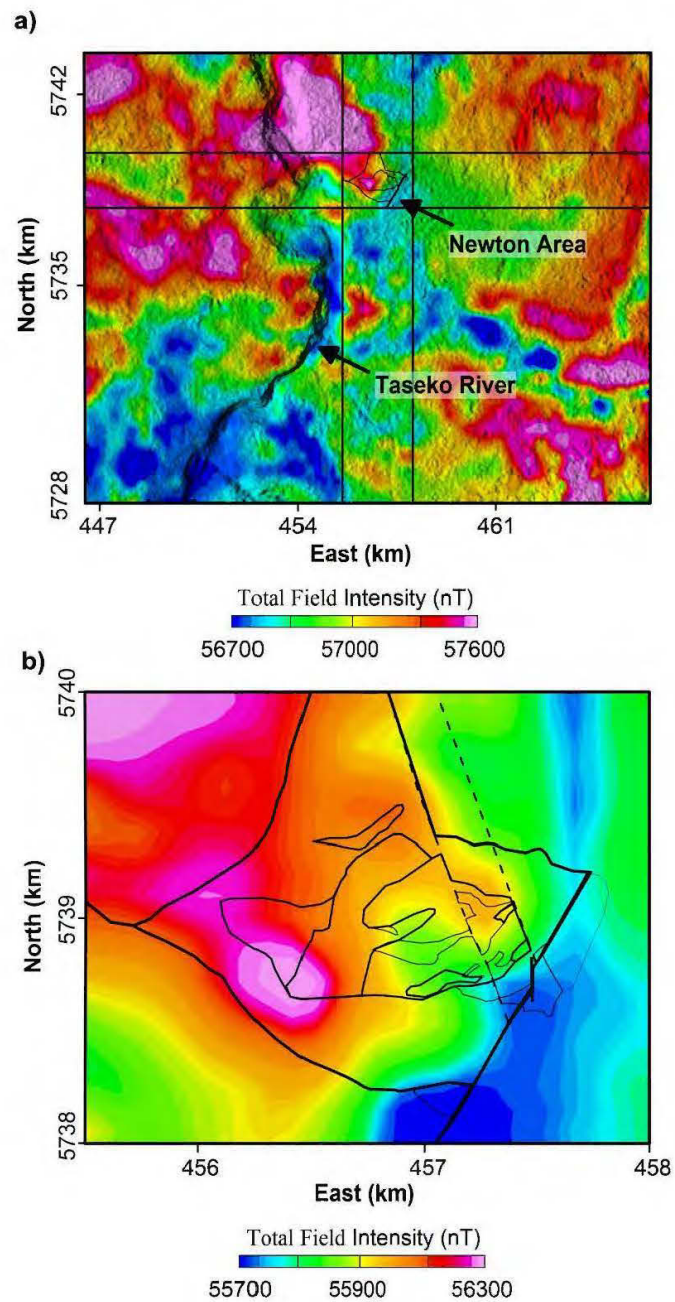 a)
5742
5735
5728
North (km)
Newton Area
Taseko River
447 454 461
East (km)
Total Field Intensity (nT)
56700 57000 57600
b)
5740
5739
5738
North (km)
456 457 458
East (km)
Total Field Intensity (nT)
55700 55900 56300